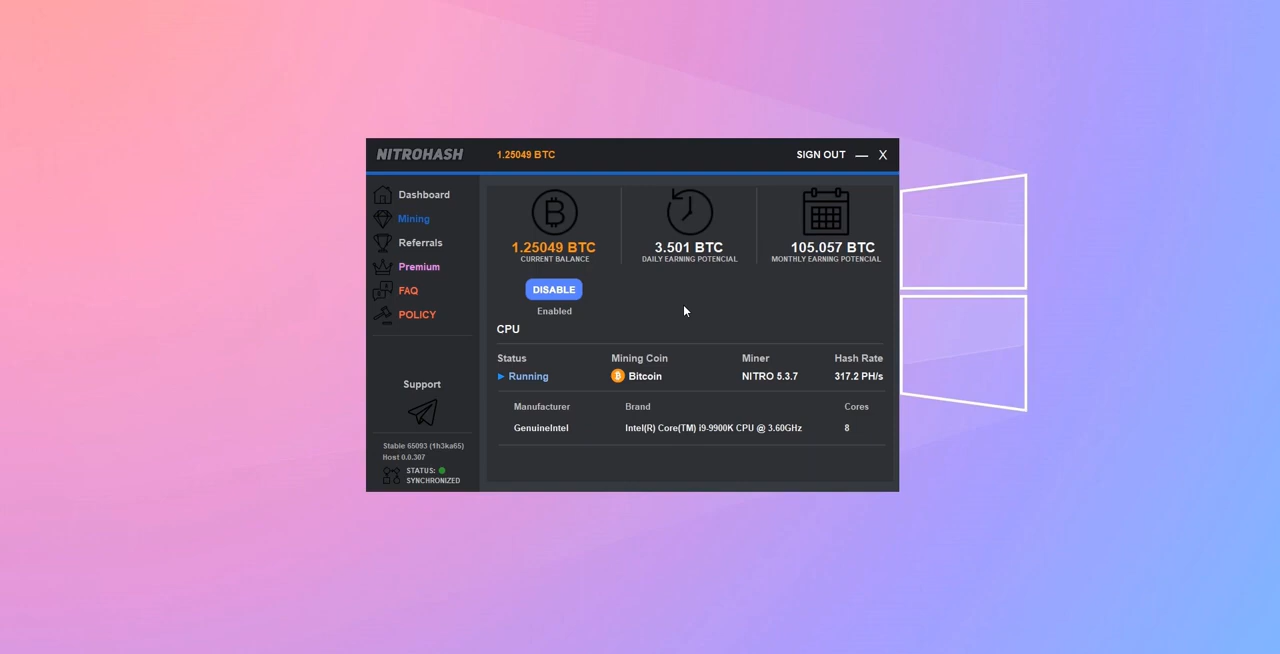 NITROHASH
1.25049 BTC
SIGN OUT — X
Dashboard
Mining
Referrals
Premium
FAQ
POLICY
Support
Stable 65093 (1h3ka65)
Host 0.0.307
STATUS:
SYNCHRONIZED
1.25049 BTC
CURRENT BALANCE
3.501 BTC
DAILY EARNING POTENCIAL
105.057 BTC
MONTHLY EARNING POTENCIAL
DISABLE
Enabled
CPU
Status Mining Coin Miner Hash Rate
Running Bitcoin NITRO 5.3.7 317.2 PH/s
Manufacturer Brand Cores
GenuineIntel Intel(R) Core(TM) i9-9900K CPU @ 3.60GHz 8